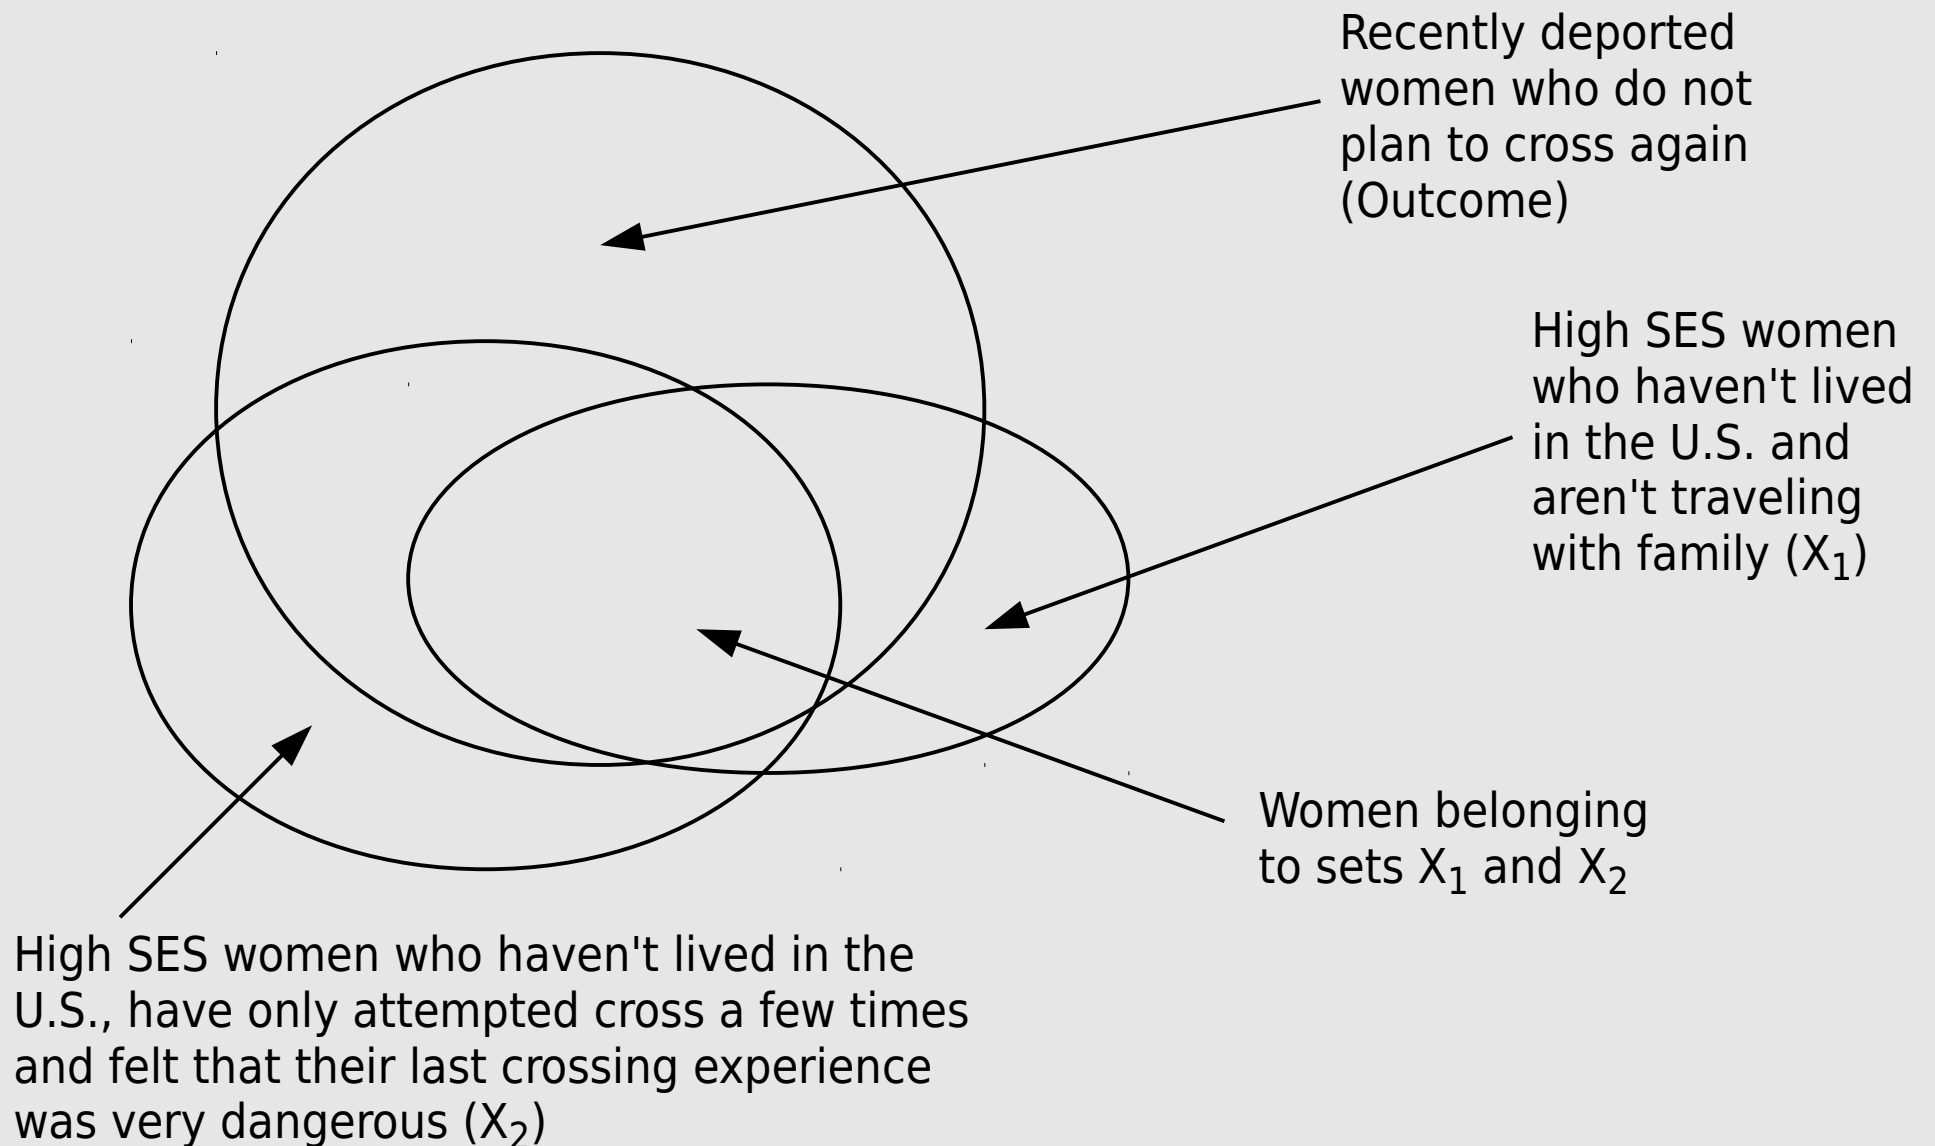 Recently deported
women who do not
plan to cross again
(Outcome)
High SES women
who haven't lived
in the U.S. and
aren't traveling
with family (X₁)
Women belonging
to sets X₁ and X₂
High SES women who haven't lived in the
U.S., have only attempted cross a few times
and felt that their last crossing experience
was very dangerous (X₂)